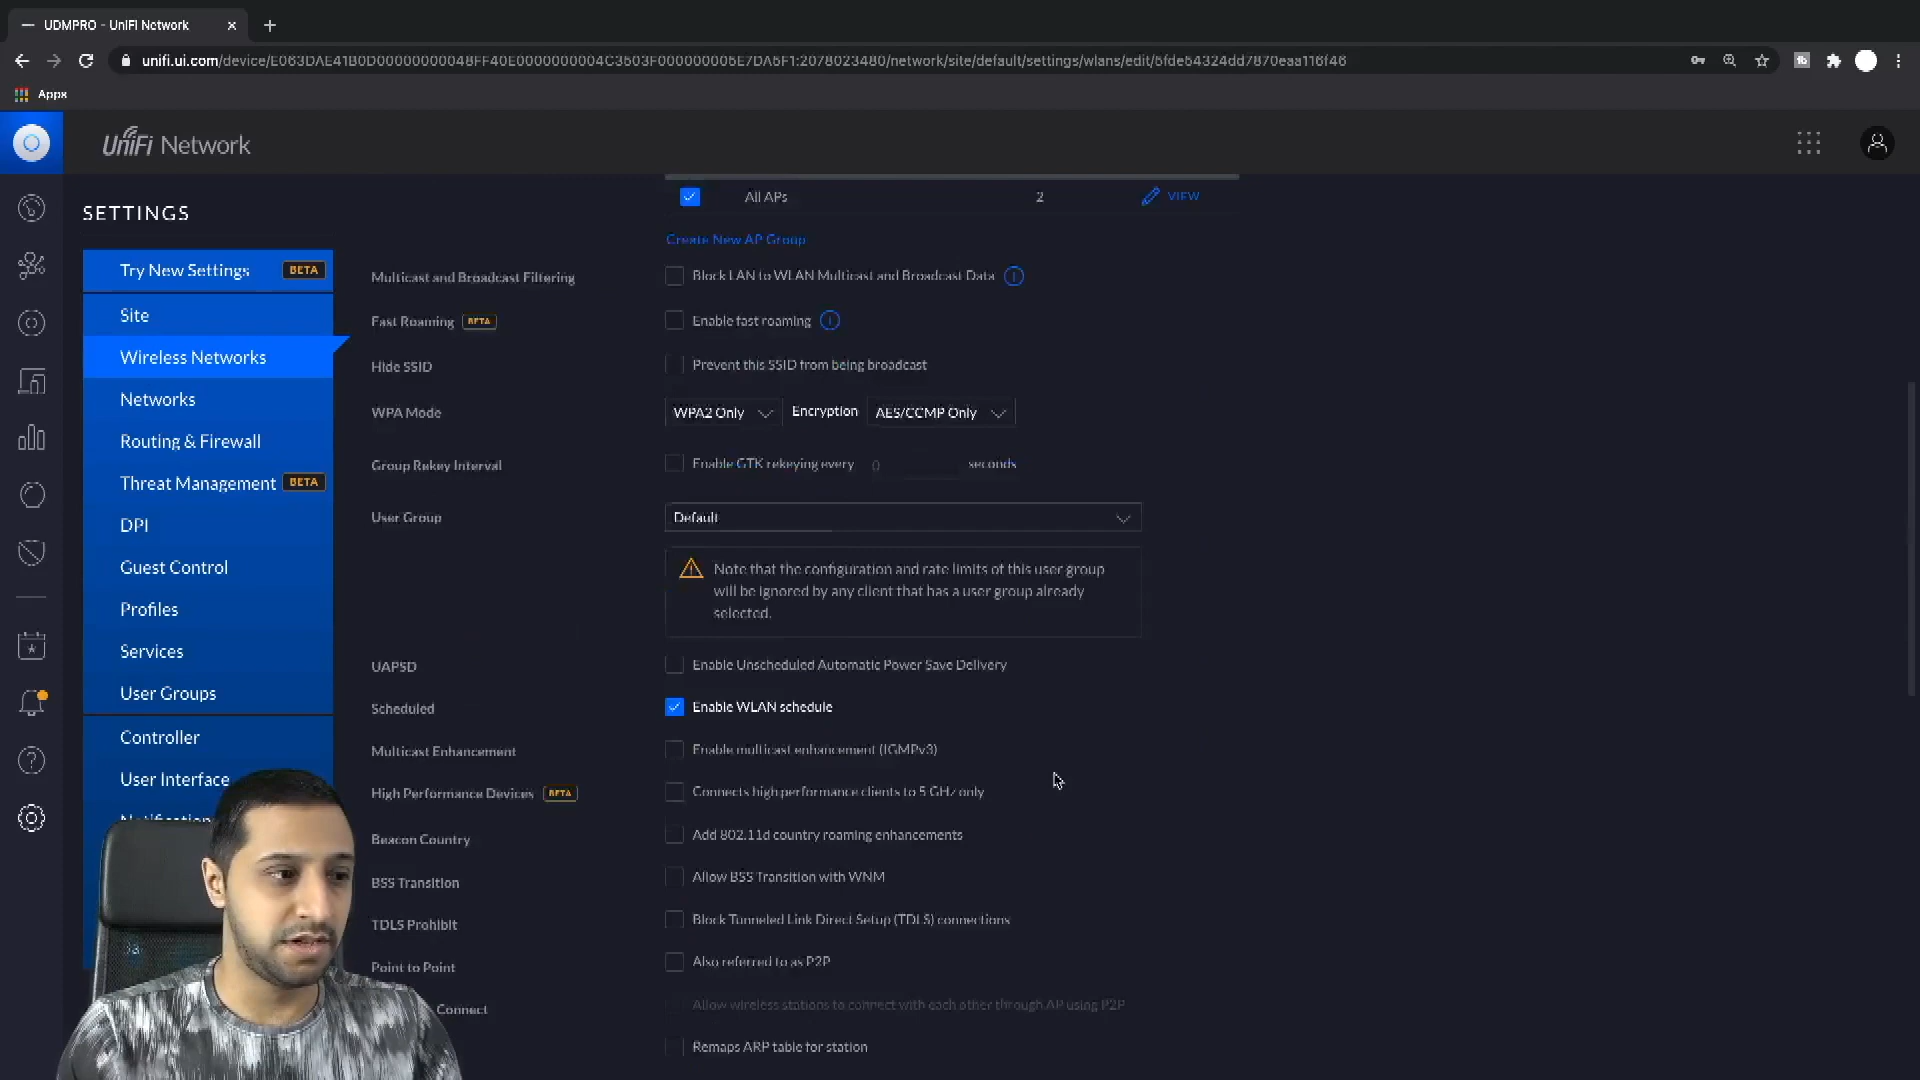 UDMPRO - UniFi Network
unifi.ui.com/device/E063DAE41B0D00000000048FF40E0000000004C3503F000000005E7DA5F1:2078023480/network/site/default/settings/wlans/edit/5fde54324dd7870eaa116f46
Apps
UniFi Network
SETTINGS
Try New Settings BETA
Site
Wireless Networks
Networks
Routing & Firewall
Threat Management BETA
DPI
Guest Control
Profiles
Services
User Groups
Controller
User Interface
Notifications
All APs 2 VIEW
Create New AP Group
Multicast and Broadcast Filtering Block LAN to WLAN Multicast and Broadcast Data
Fast Roaming BETA Enable fast roaming
Hide SSID Prevent this SSID from being broadcast
WPA Mode WPA2 Only Encryption AES/CCMP Only
Group Rekey Interval Enable GTK rekeying every 0 seconds
User Group Default
Note that the configuration and rate limits of this user group
will be ignored by any client that has a user group already
selected.
UAPSD Enable Unscheduled Automatic Power Save Delivery
Scheduled Enable WLAN schedule
Multicast Enhancement Enable multicast enhancement (IGMPv3)
High Performance Devices BETA Connects high performance clients to 5 GHz only
Beacon Country Add 802.11d country roaming enhancements
BSS Transition Allow BSS Transition with WNM
TDLS Prohibit Block Tunneled Link Direct Setup (TDLS) connections
Point to Point Also referred to as P2P
Connect Allow wireless stations to connect with each other through AP using P2P
Remaps ARP table for station